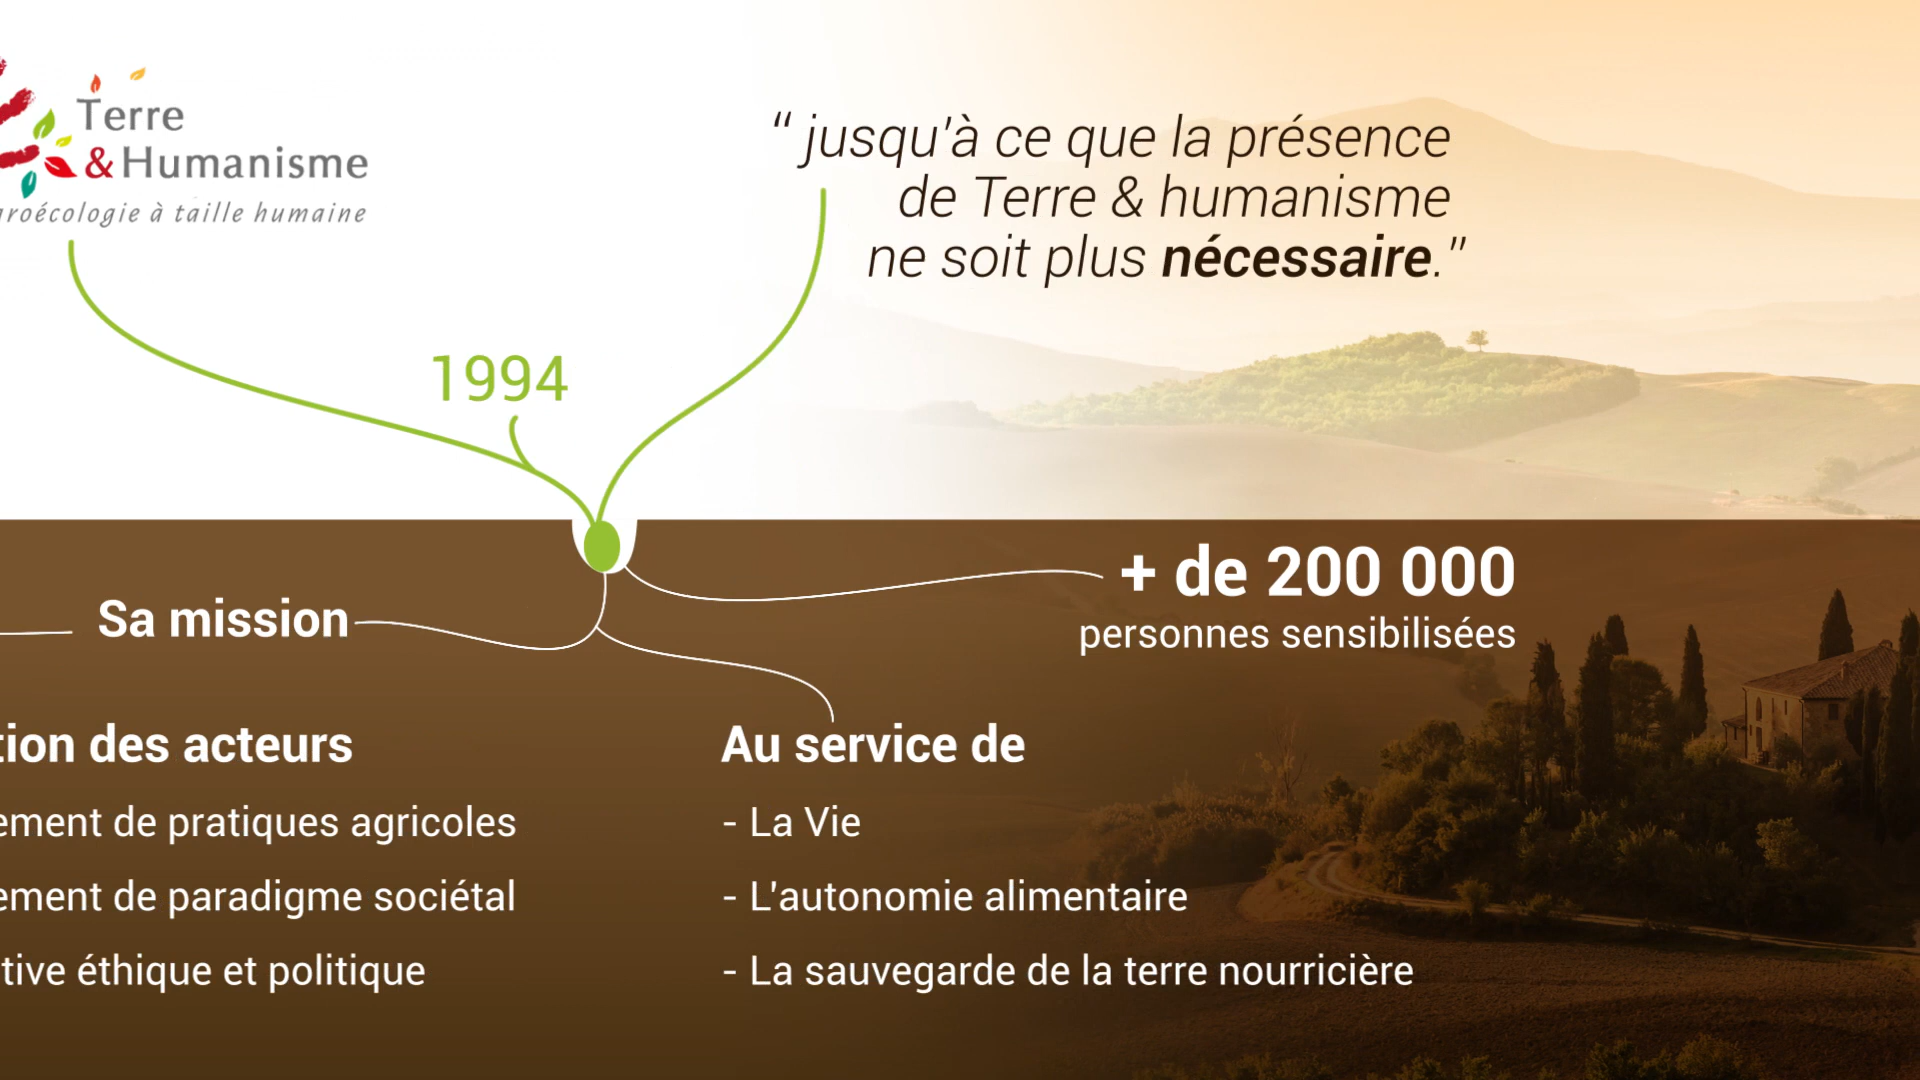 Terre
& Humanisme
groécologie à taille humaine
“ jusqu'à ce que la présence
de Terre & humanisme
ne soit plus nécessaire.”
1994
+ de 200 000
personnes sensibilisées
Sa mission
tion des acteurs
ement de pratiques agricoles
ement de paradigme sociétal
tive éthique et politique
Au service de
- La Vie
- L'autonomie alimentaire
- La sauvegarde de la terre nourricière